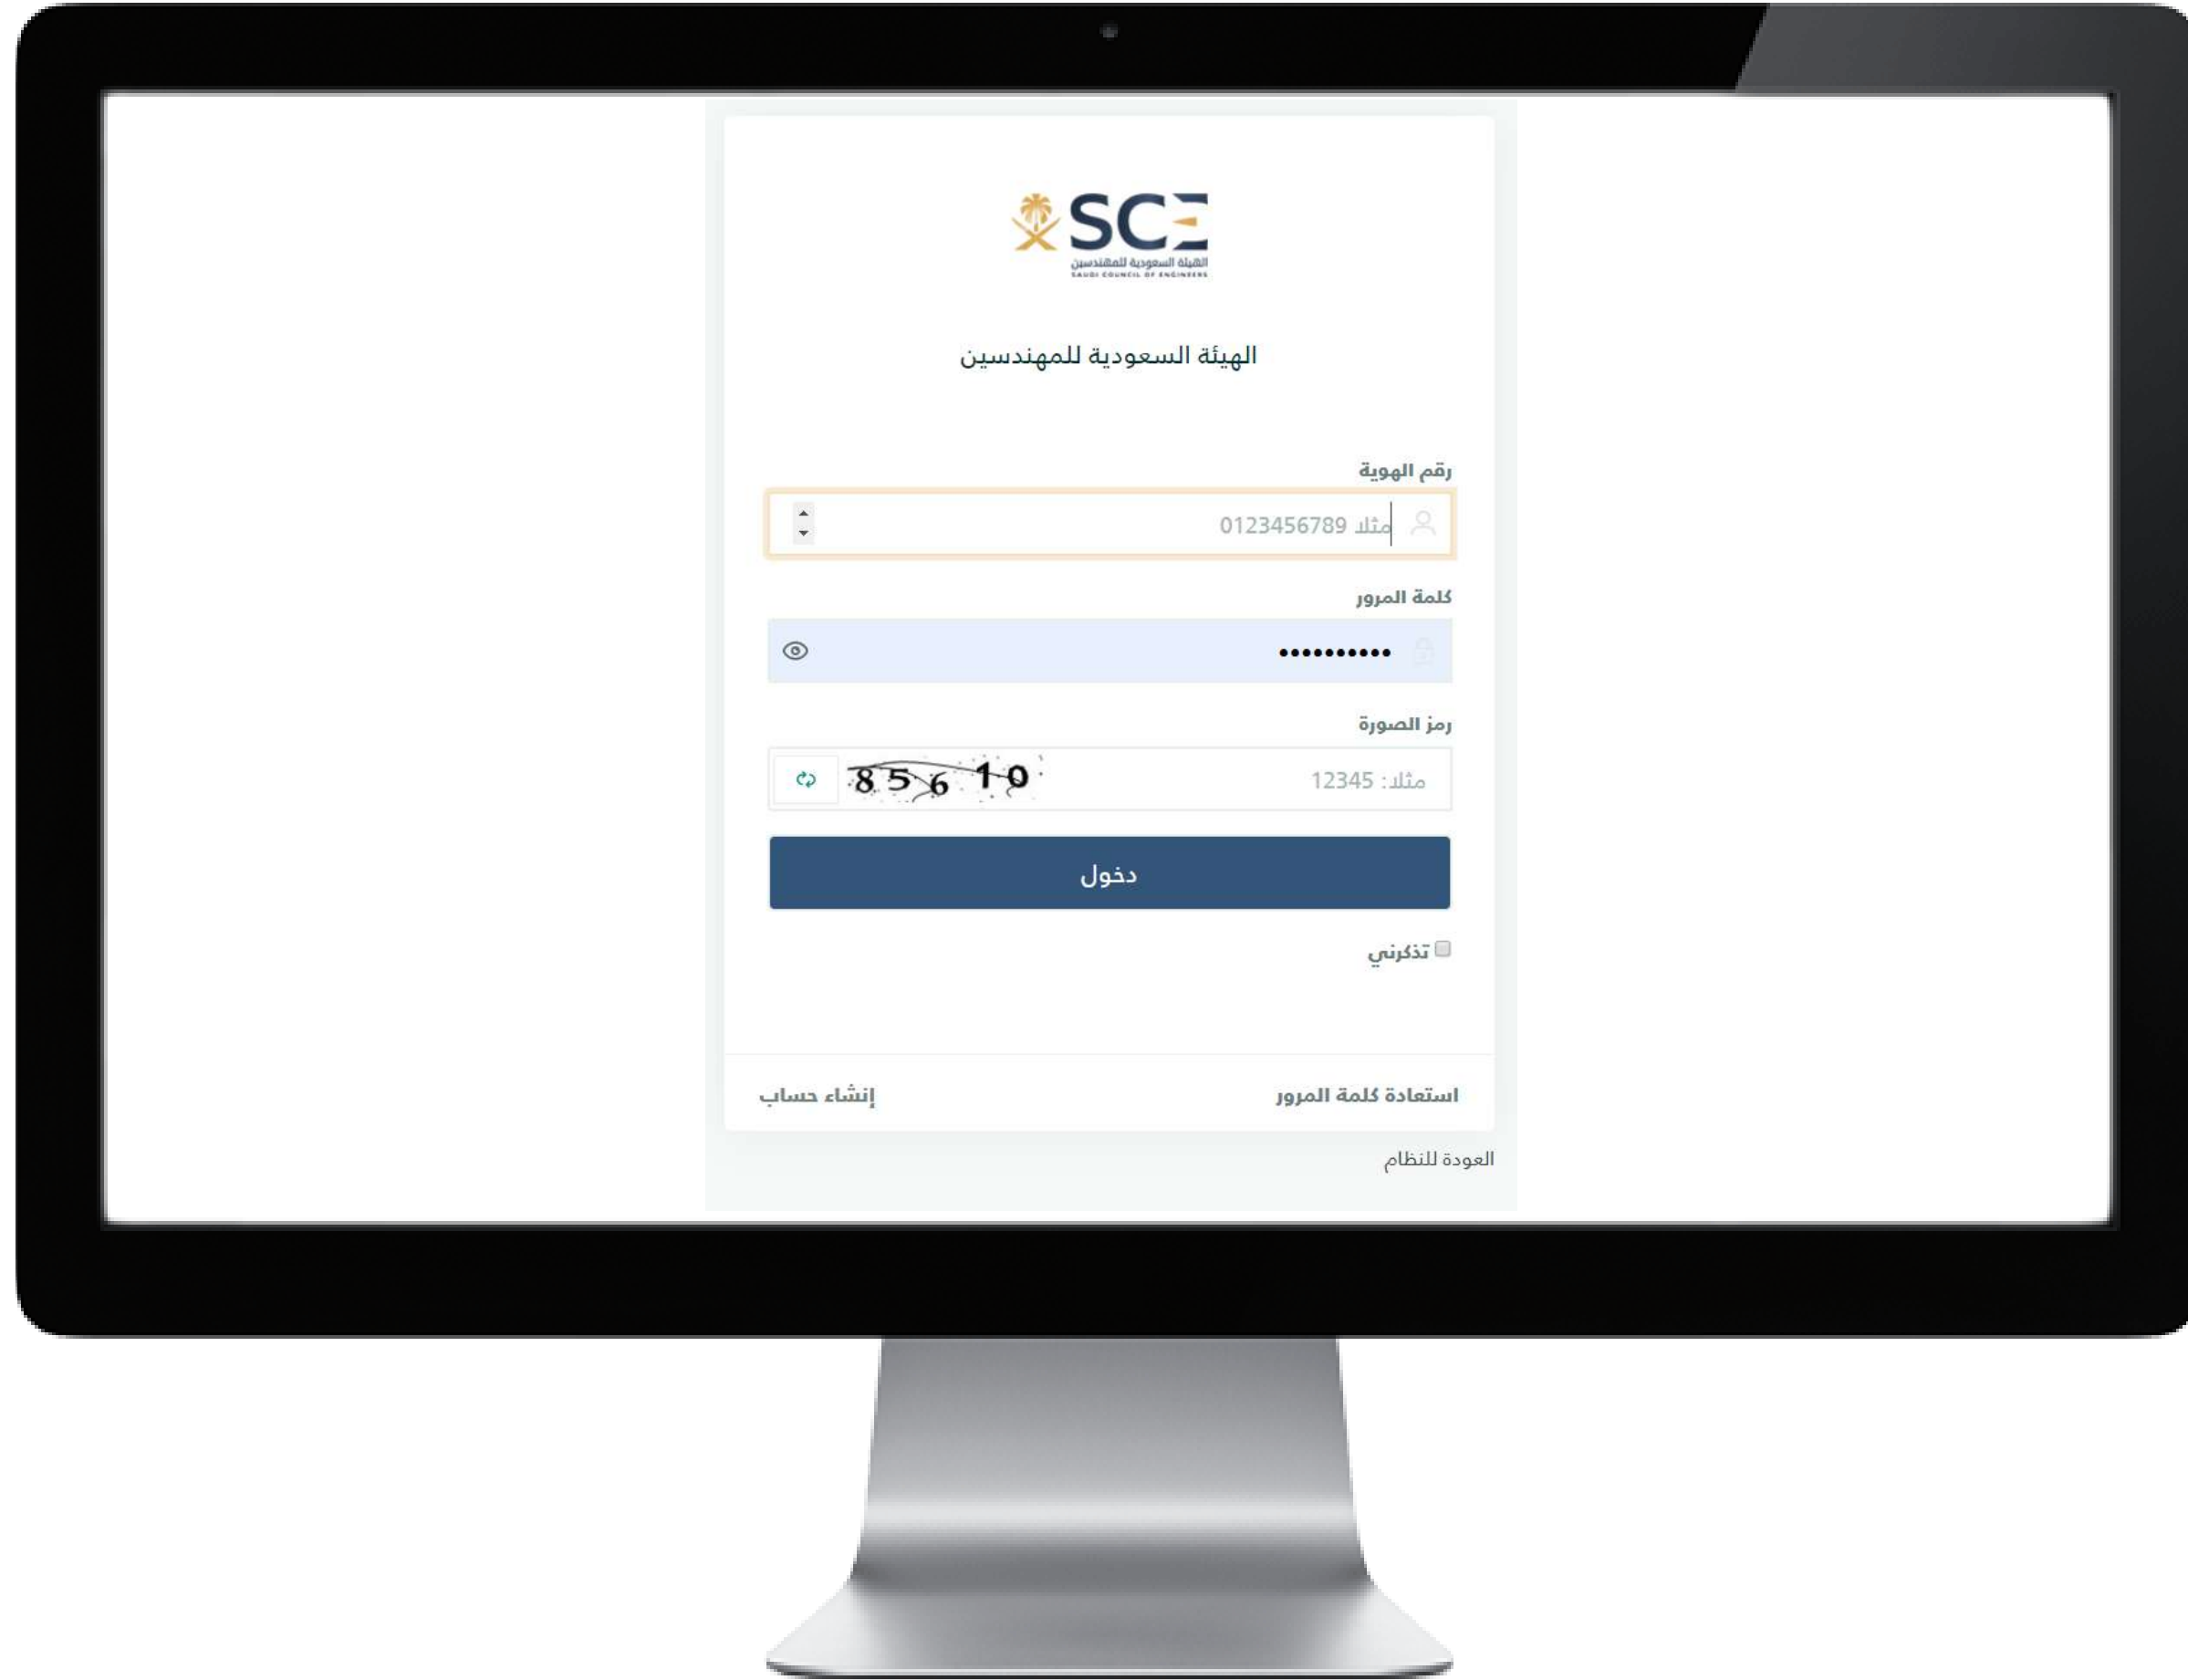 SCE
الهيئة السعودية للمهندسين
SAUDI COUNCIL OF ENGINEERS
الهيئة السعودية للمهندسين
رقم الهوية
مثلا 0123456789
كلمة المرور
••••••••••
رمز الصورة
مثلا: 12345
85610
دخول
تذكرني
استعادة كلمة المرور
إنشاء حساب
العودة للنظام